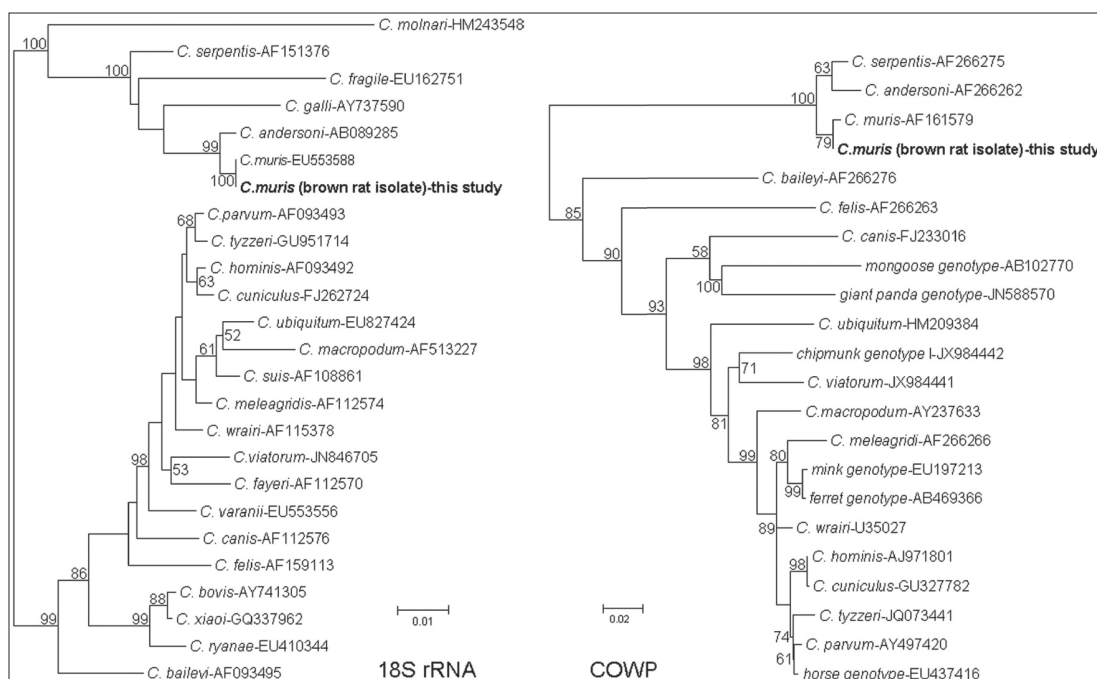 C. molnari-HM243548
100
C. serpentis-AF151376
100
C. fragile-EU162751
C. galli-AY737590
C. andersoni-AB089285
99
C.muris-EU553588
100
C.muris (brown rat isolate)-this study
C.parvum-AF093493
68
C. tyzzeri-GU951714
C. hominis-AF093492
63
C. cuniculus-FJ262724
C. ubiquitum-EU827424
52
61
C. macropodum-AF513227
C. suis-AF108861
C. meleagridis-AF112574
C. wrairi-AF115378
98
C.viatorum-JN846705
53
C. fayeri-AF112570
C. varanii-EU553556
C. canis-AF112576
C. felis-AF159113
86
C. bovis-AY741305
88
99
C. xiaoi-GQ337962
99
C. ryanae-EU410344
C. baileyi-AF093495
0.01
18S rRNA
C. serpentis-AF266275
63
C. andersoni-AF266262
100
C. muris-AF161579
79
C.muris (brown rat isolate)-this study
C. baileyi-AF266276
85
C. felis-AF266263
90
C. canis-FJ233016
58
mongoose genotype-AB102770
100
giant panda genotype-JN588570
93
C. ubiquitum-HM209384
98
chipmunk genotype I-JX984442
71
C. viatorum-JX984441
81
C.macropodum-AY237633
99
C. meleagridi-AF266266
80
mink genotype-EU197213
99
ferret genotype-AB469366
89
C. wrairi-U35027
C. hominis-AJ971801
98
C. cuniculus-GU327782
C. tyzzeri-JQ073441
74
C. parvum-AY497420
61
horse genotype-EU437416
0.02
COWP